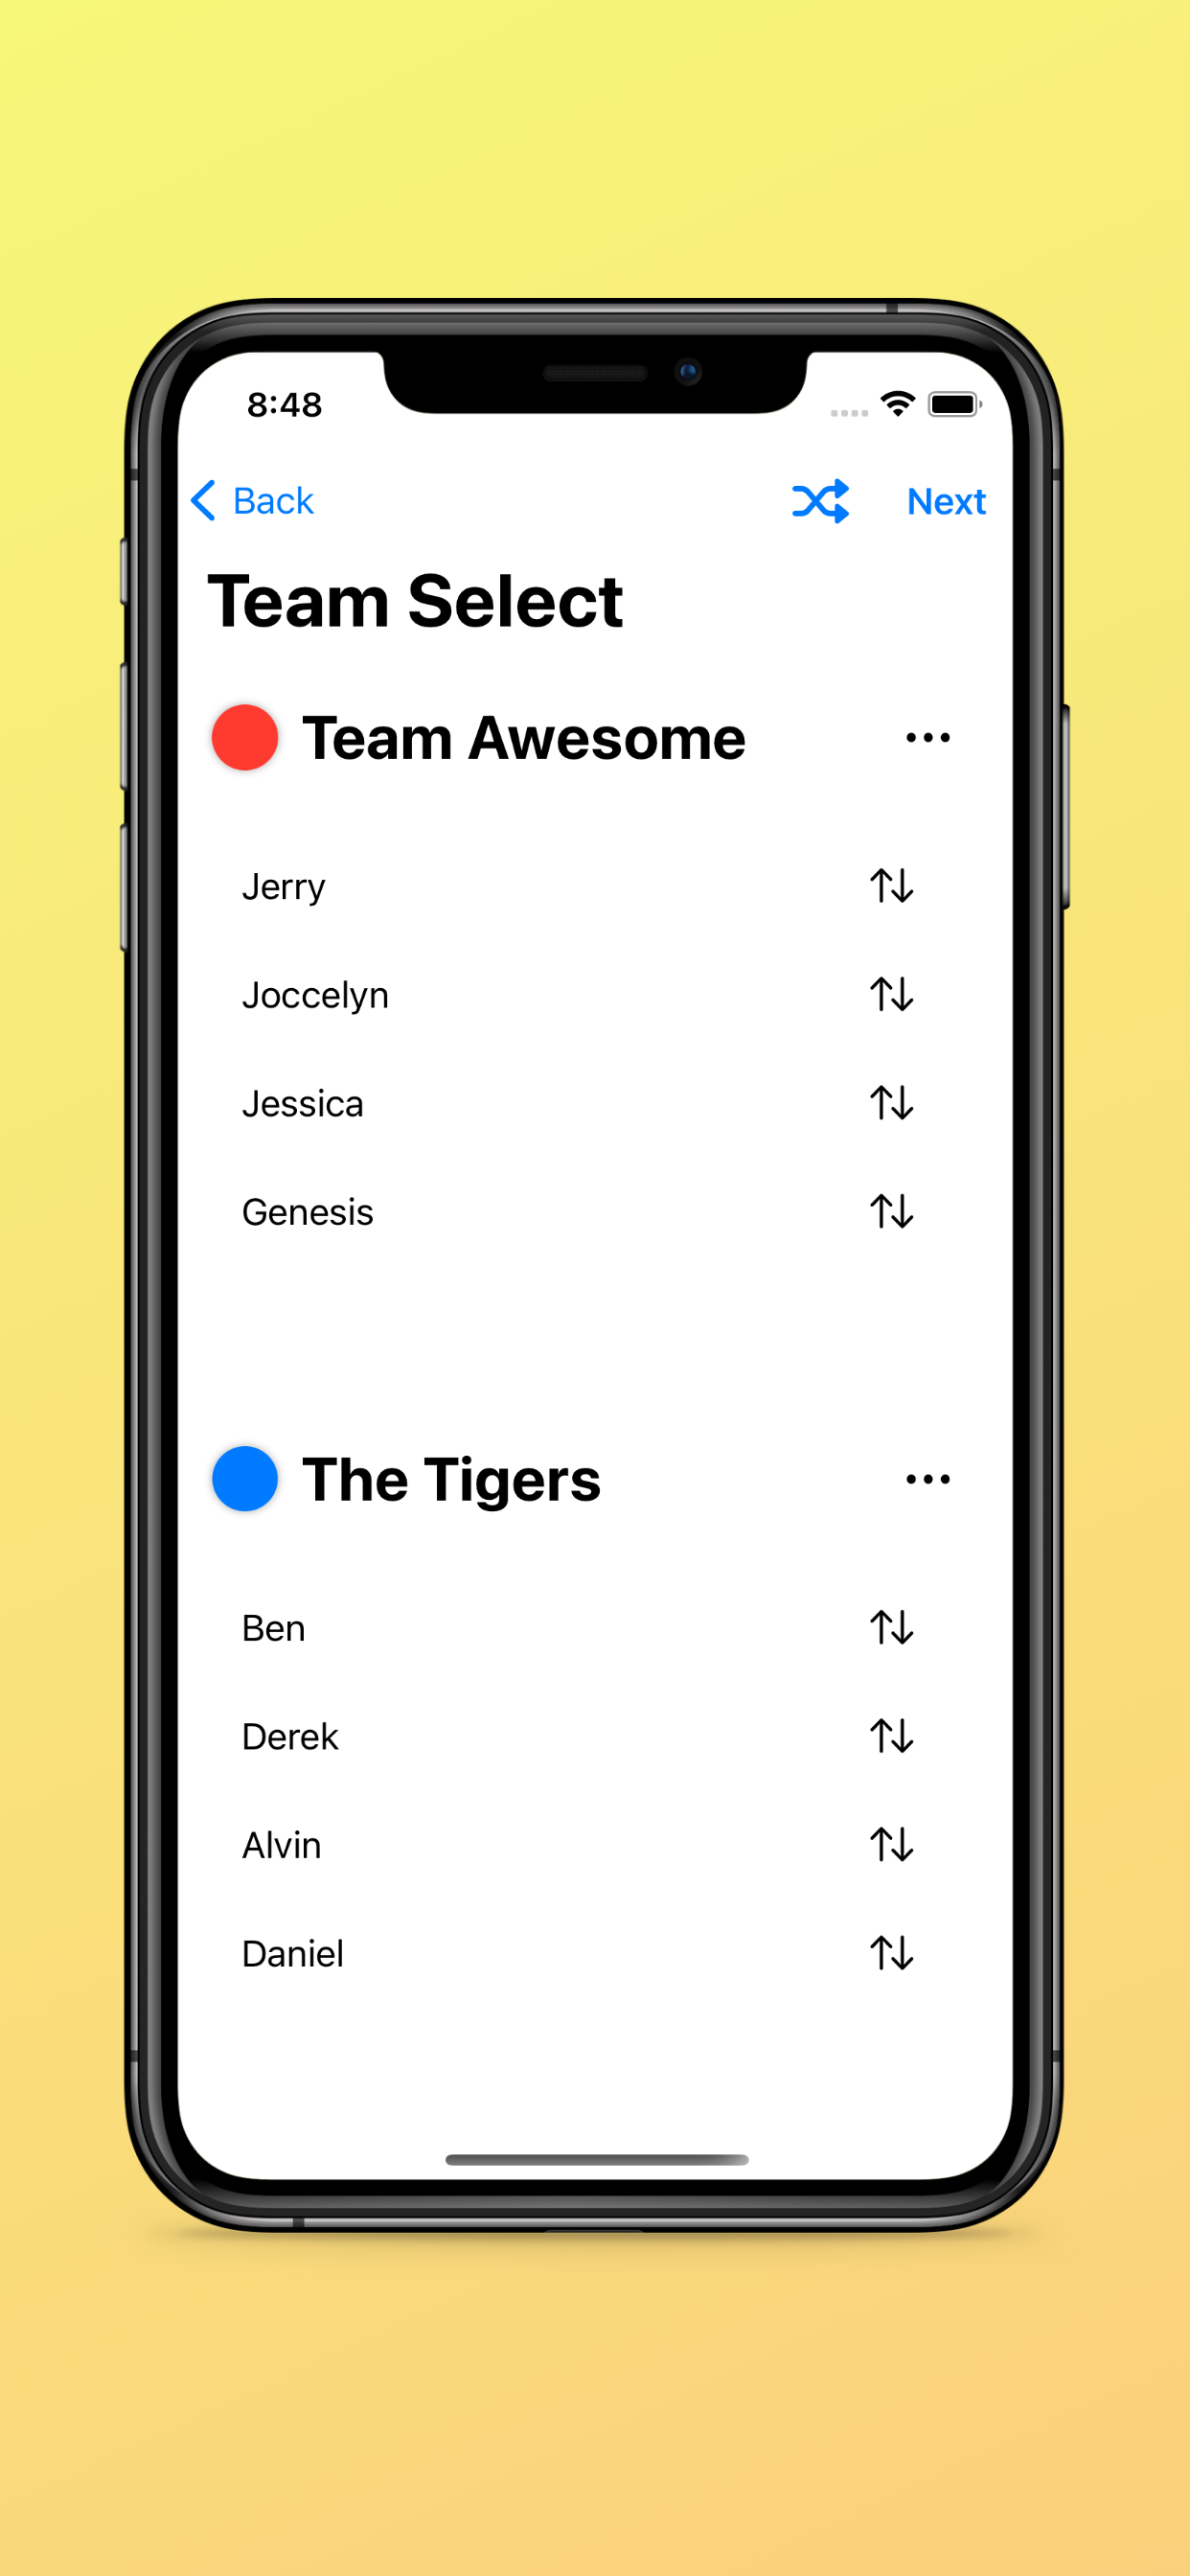 8:48
Back Next
Team Select
Team Awesome
Jerry
Joccelyn
Jessica
Genesis
The Tigers
Ben
Derek
Alvin
Daniel